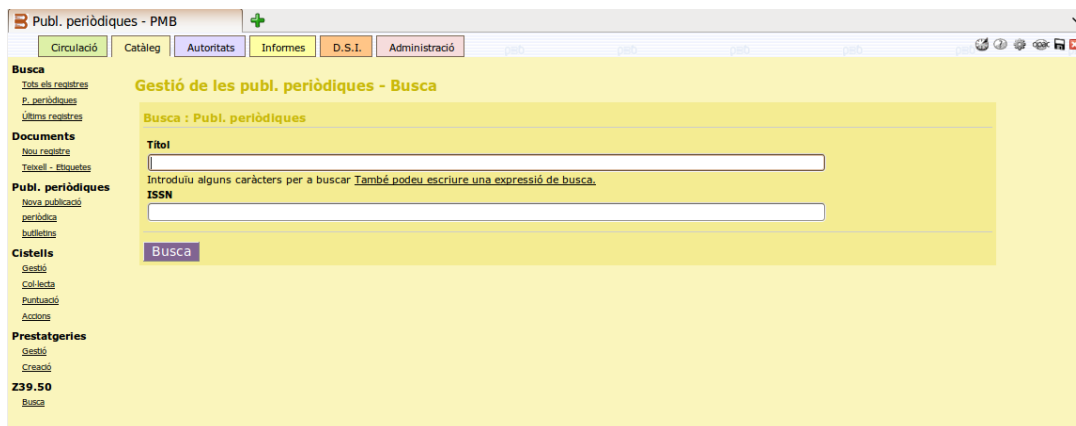 Publ. periòdiques - PMB
Circulació Catàleg Autoritats Informes D.S.I. Administració
Busca
Tots els registres
P. periòdiques
Últims registres
Documents
Nou registre
Teixell - Etiquetes
Publ. periòdiques
Nova publicació
periòdica
butlletins
Cistells
Gestió
Col·lecta
Puntuació
Accions
Prestatgeries
Gestió
Creació
Z39.50
Busca
Gestió de les publ. periòdiques - Busca
Busca : Publ. periòdiques
Títol
Introduïu alguns caràcters per a buscar També podeu escriure una expressió de busca.
ISSN
Busca